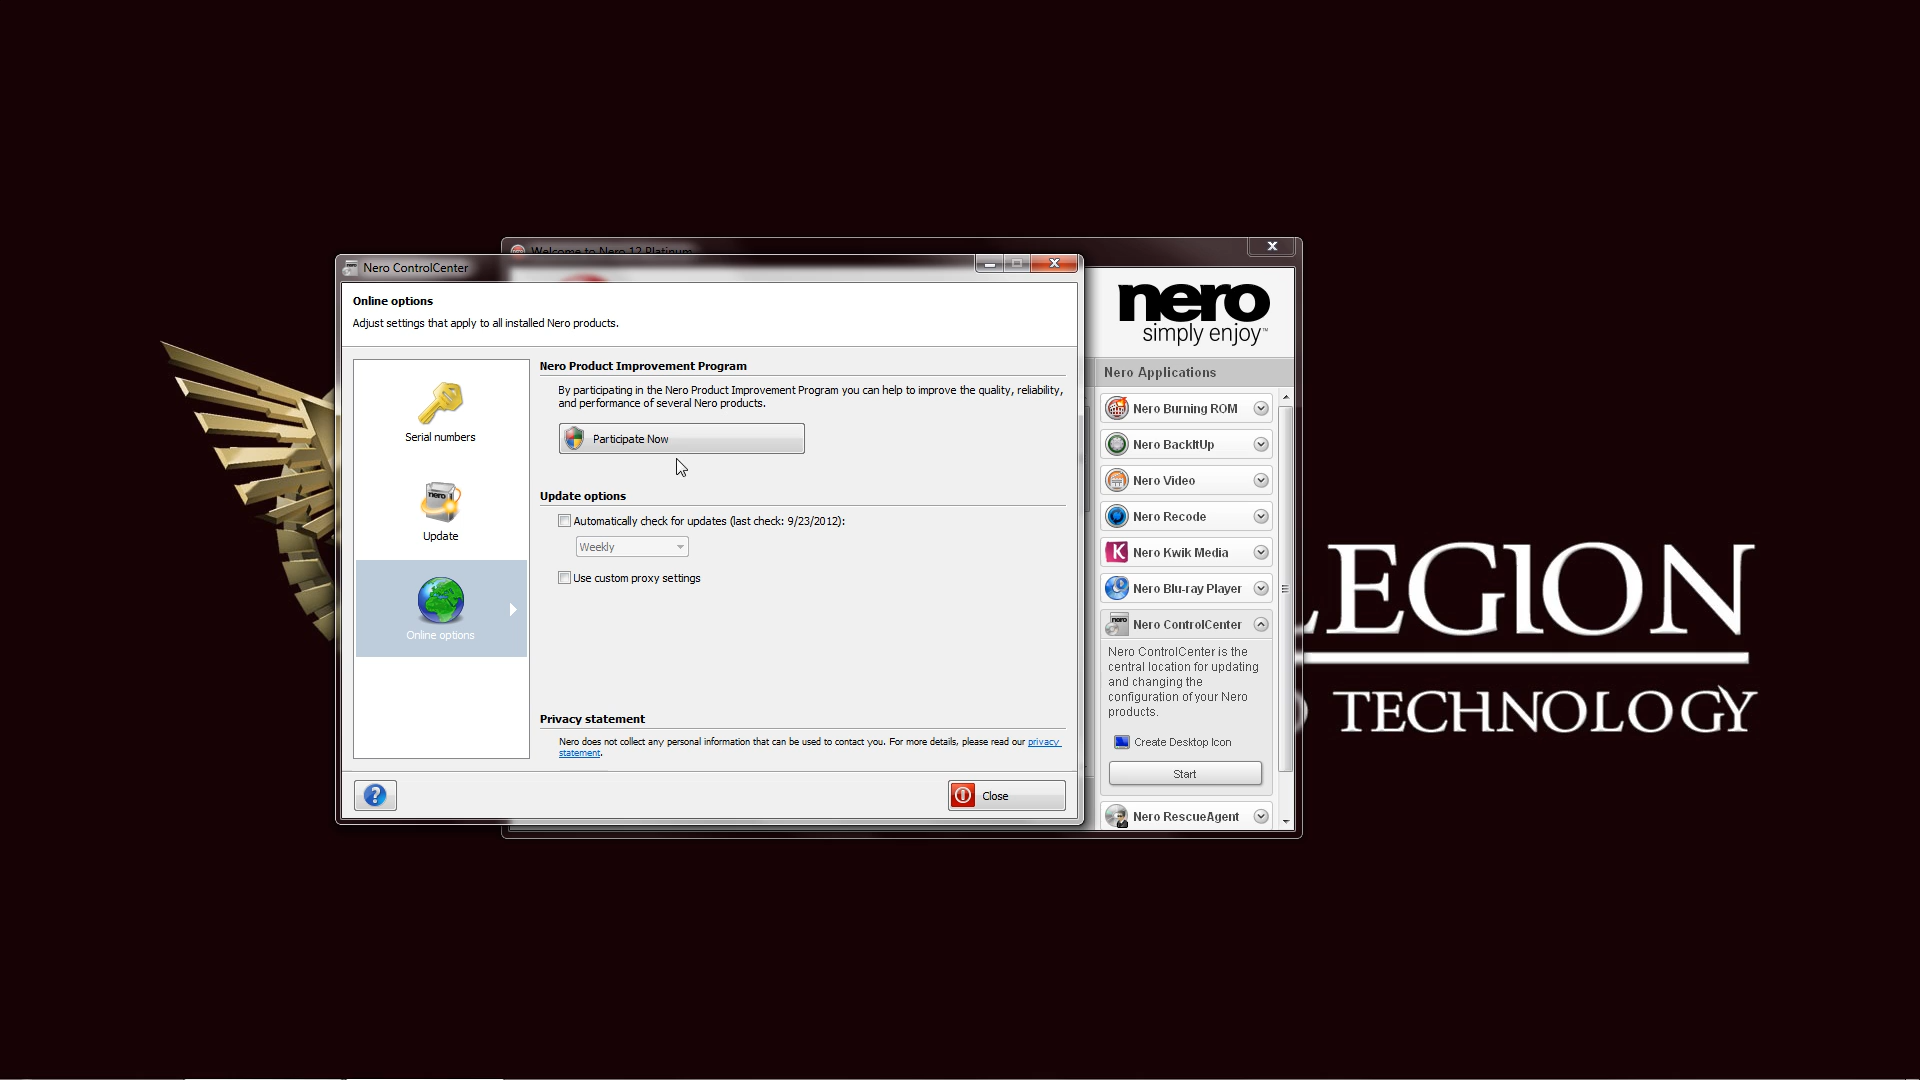 Welcome to Nero 12 Platinum
Nero ControlCenter
Online options
Adjust settings that apply to all installed Nero products.
Serial numbers
Update
Online options
Nero Product Improvement Program
By participating in the Nero Product Improvement Program you can help to improve the quality, reliability,
and performance of several Nero products.
Participate Now
Update options
Automatically check for updates (last check: 9/23/2012):
Weekly
Use custom proxy settings
Privacy statement
Nero does not collect any personal information that can be used to contact you. For more details, please read our privacy
statement.
Close
nero
simply enjoy™
Nero Applications
Nero Burning ROM
Nero BackItUp
Nero Video
Nero Recode
Nero Kwik Media
Nero Blu-ray Player
Nero ControlCenter
Nero ControlCenter is the
central location for updating
and changing the
configuration of your Nero
products.
Create Desktop Icon
Start
Nero RescueAgent
LEGION
TECHNOLOGY